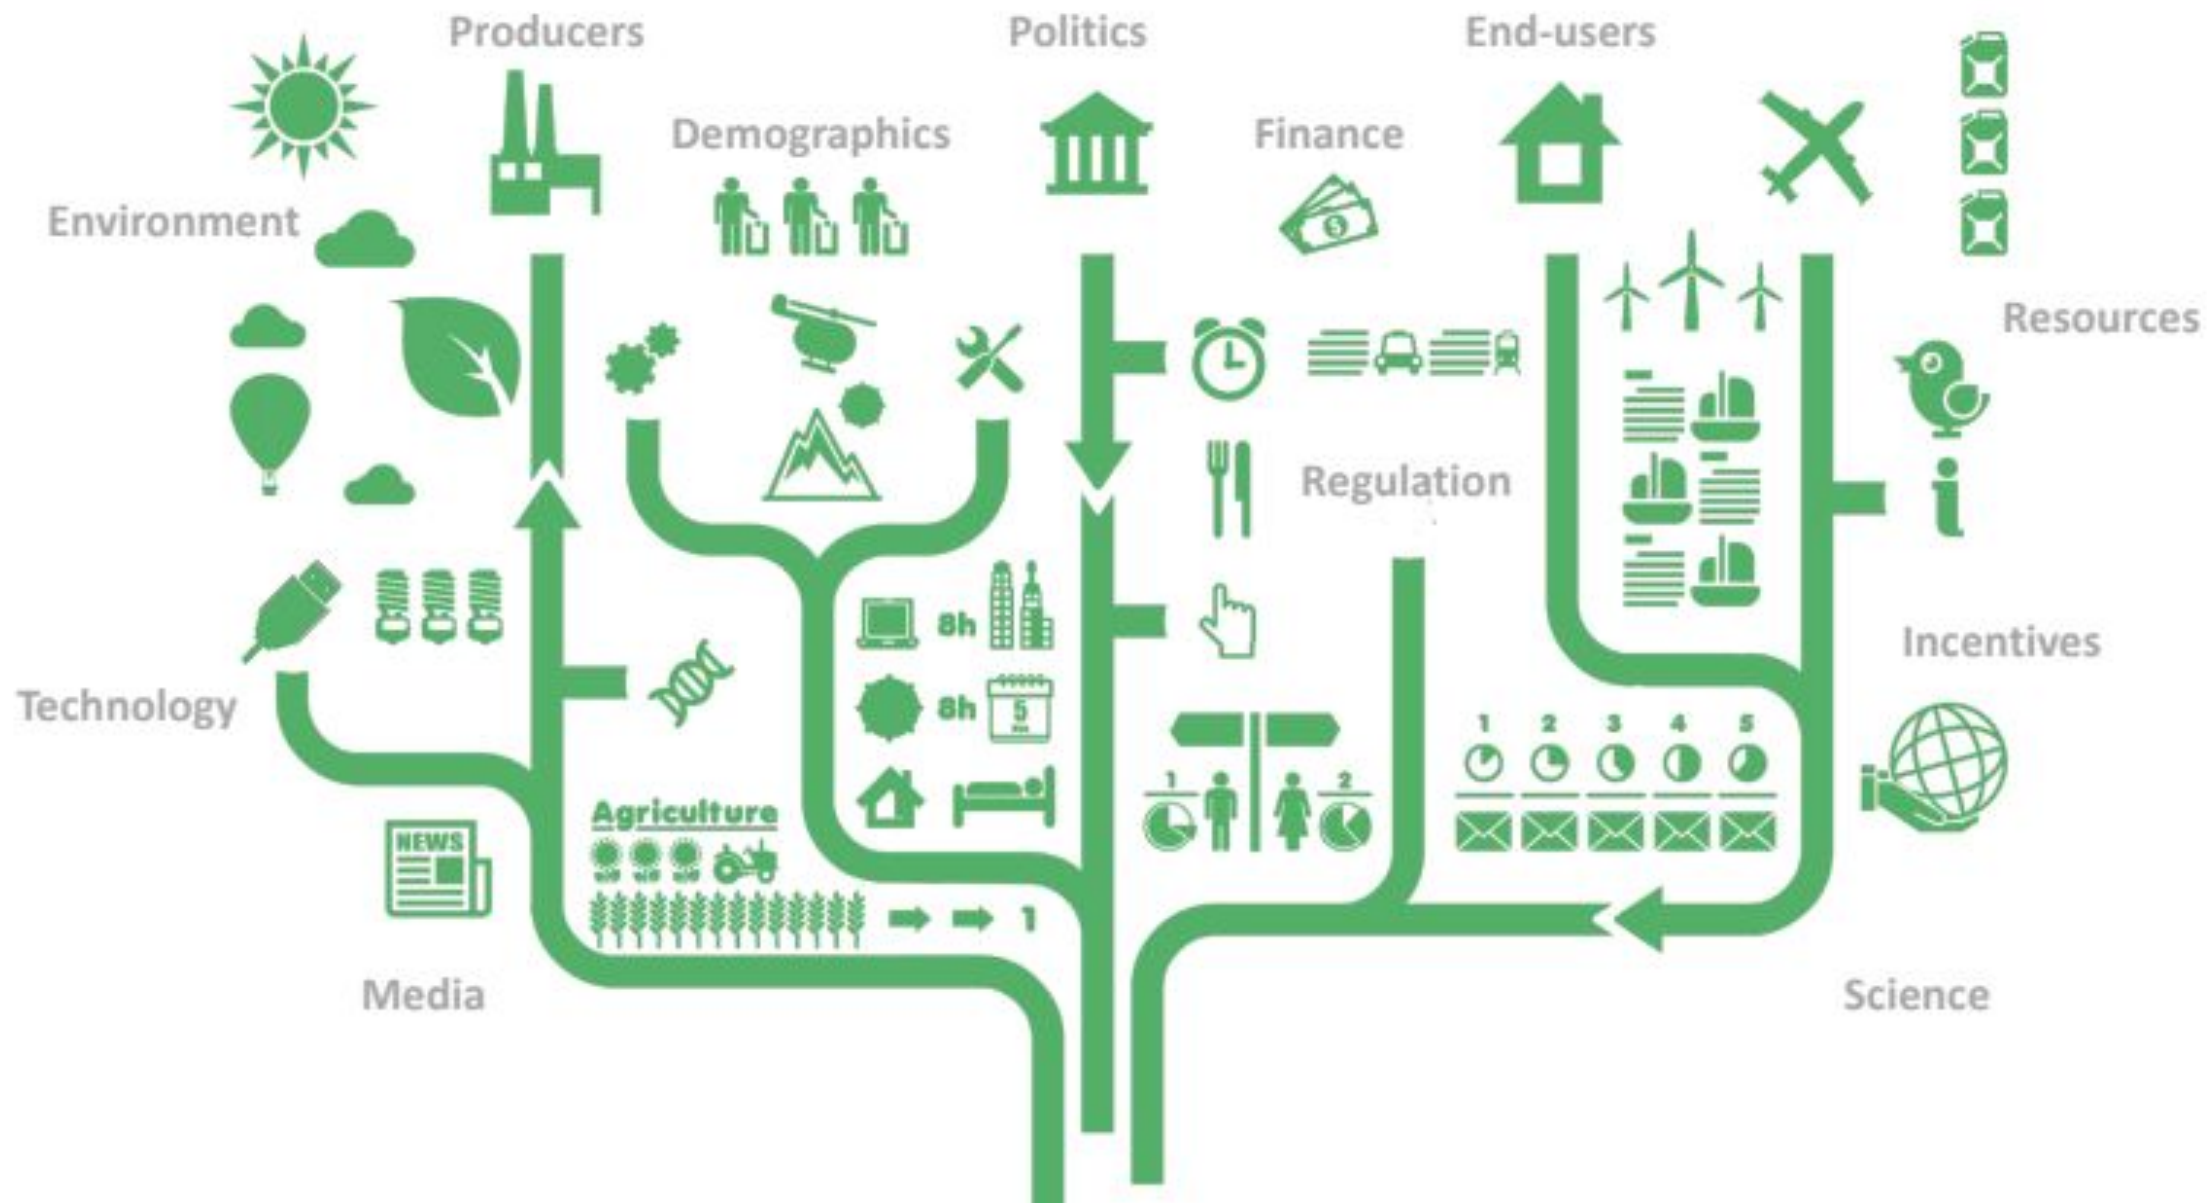 Producers
Politics
End-users
Demographics
Finance
Environment
Resources
Regulation
i
8h
Incentives
Technology
8h
5
1 2 3 4 5
1
2
Agriculture
NEWS
1
Media
Science